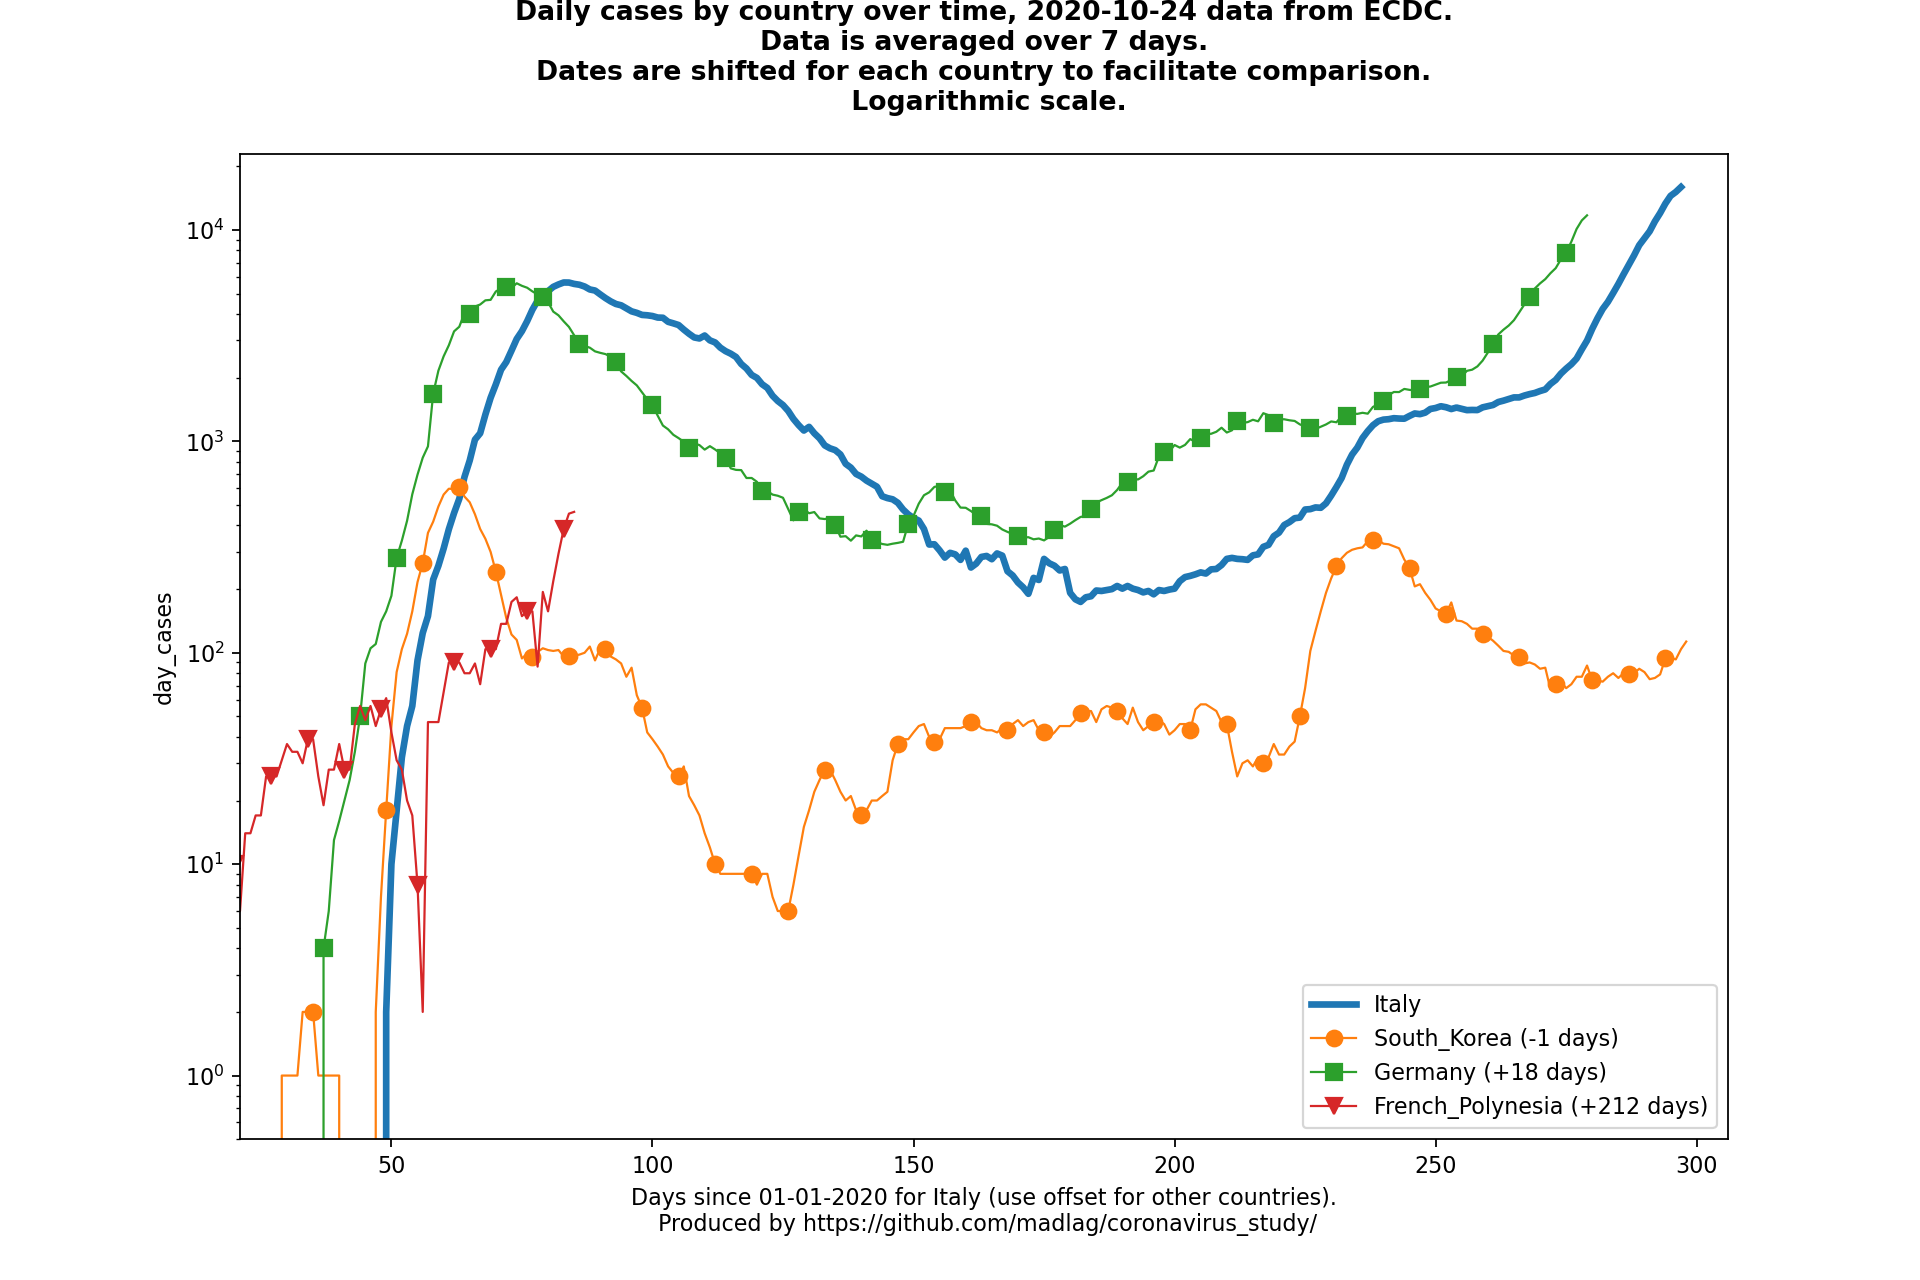 Daily cases by country over time, 2020-10-24 data from ECDC.
Data is averaged over 7 days.
Dates are shifted for each country to facilitate comparison.
Logarithmic scale.
10^4
10^3
10^2
10^1
10^0
day_cases
50 100 150 200 250 300
Italy
South_Korea (-1 days)
Germany (+18 days)
French_Polynesia (+212 days)
Days since 01-01-2020 for Italy (use offset for other countries).
Produced by https://github.com/madlag/coronavirus_study/